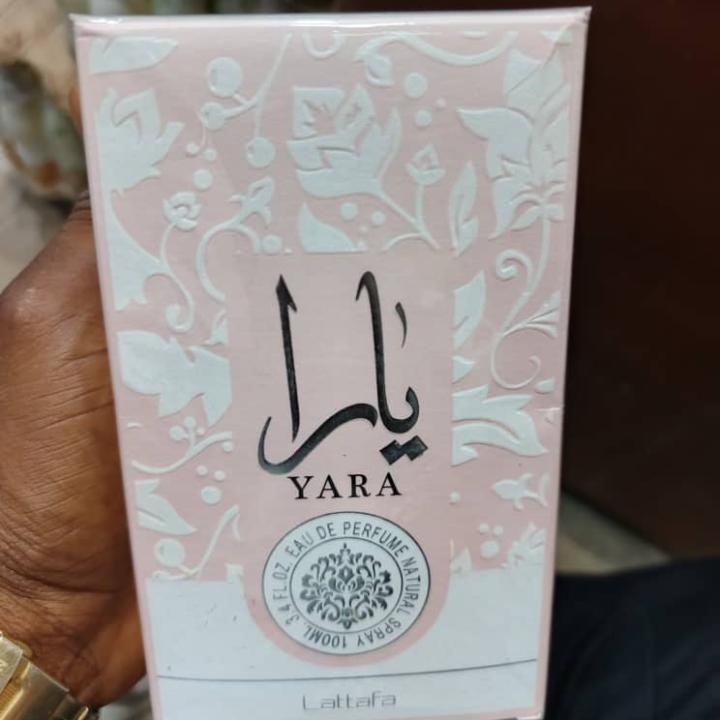 يارا
YARA
EAU DE PERFUME NATURAL SPRAY 100ML 3.4 FL.OZ.
Lattafa